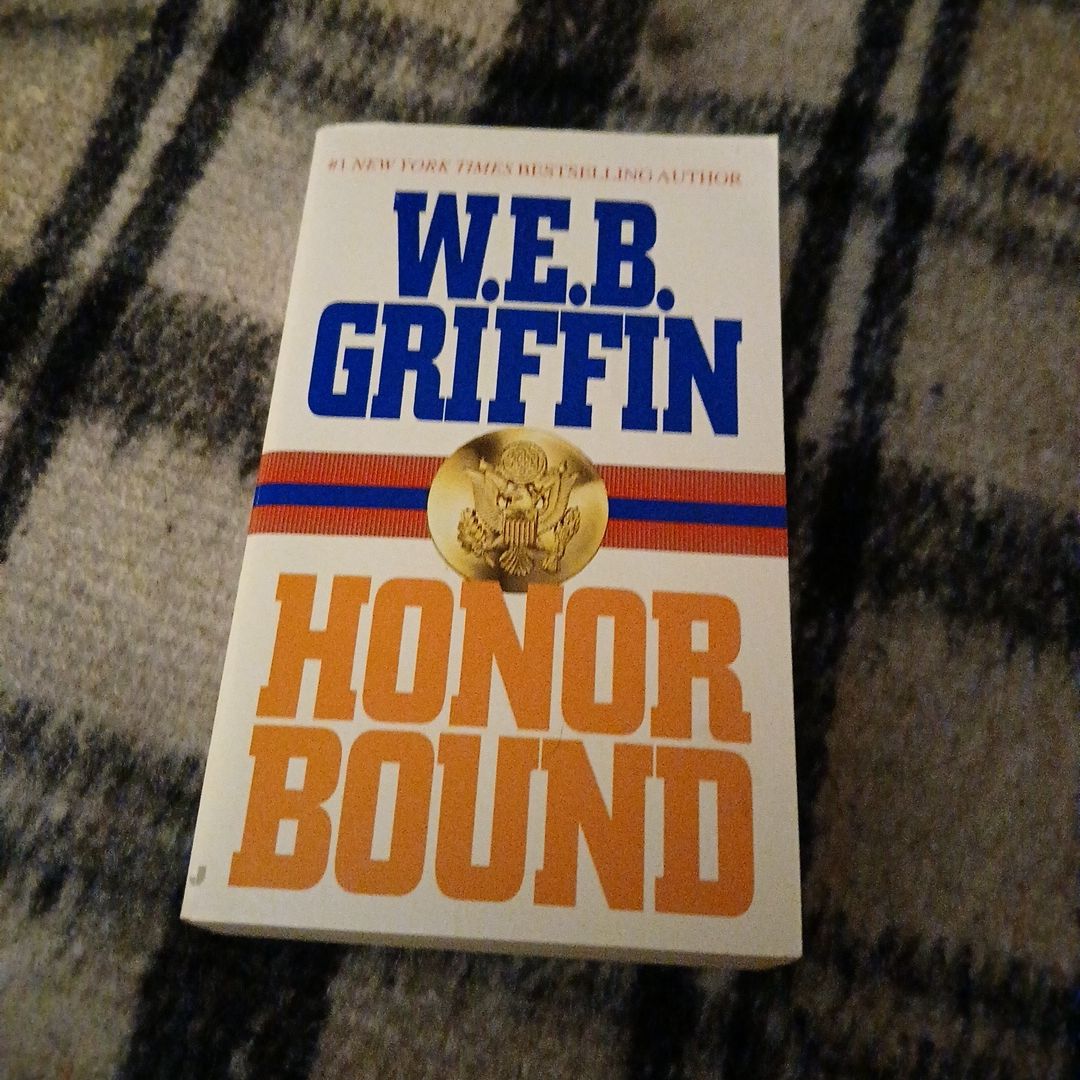 #1 NEW YORK TIMES BESTSELLING AUTHOR
W.E.B.
GRIFFIN
HONOR
BOUND
J